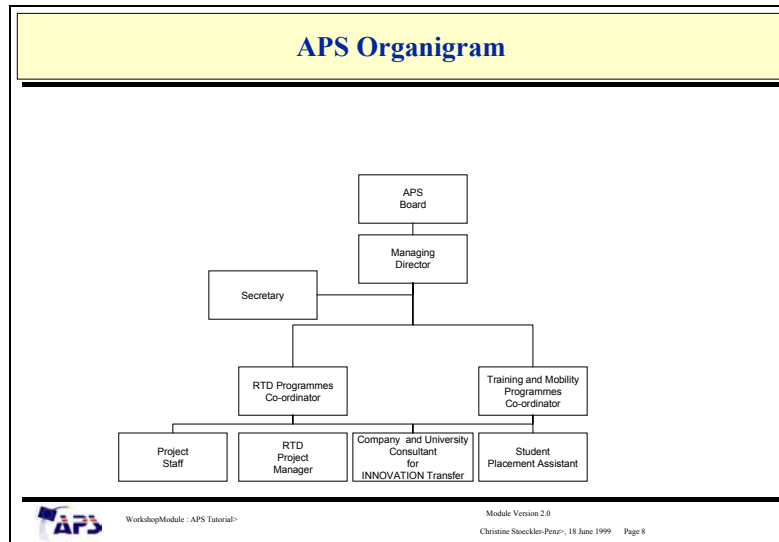 APS Organigram
APS
Board
Managing
Director
Secretary
RTD Programmes
Co-ordinator
Training and Mobility
Programmes
Co-ordinator
Project
Staff
RTD
Project
Manager
Company and University
Consultant
for
INNOVATION Transfer
Student
Placement Assistant
APS
WorkshopModule : APS Tutorial>
Module Version 2.0
Christine Stoeckler-Penz>, 18 June 1999 Page 8